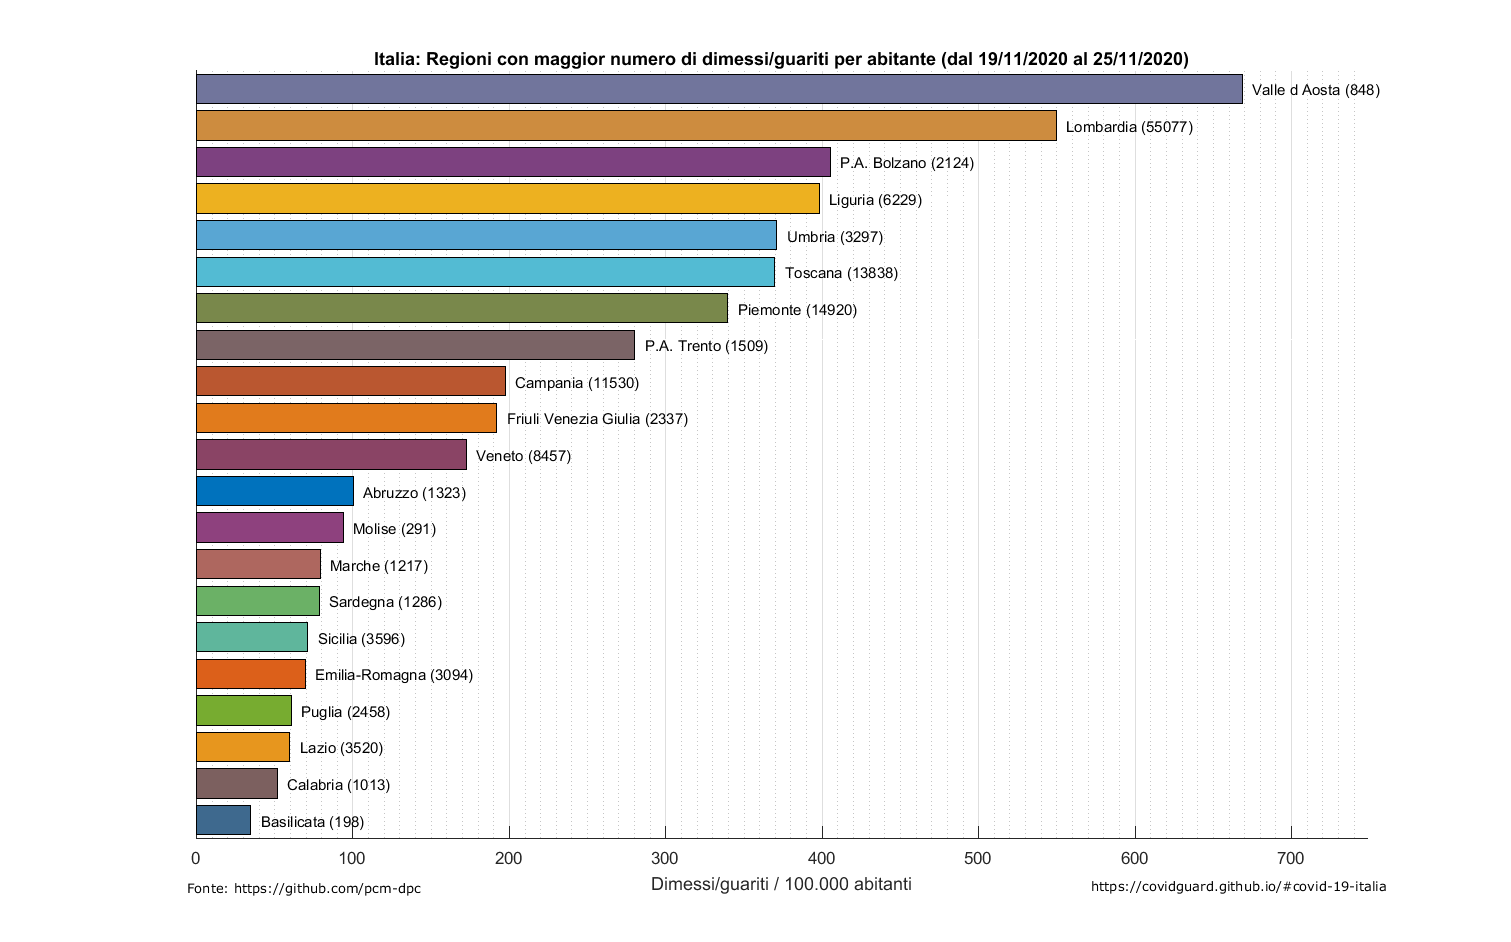 Italia: Regioni con maggior numero di dimessi/guariti per abitante (dal 19/11/2020 al 25/11/2020)
Valle d Aosta (848)
Lombardia (55077)
P.A. Bolzano (2124)
Liguria (6229)
Umbria (3297)
Toscana (13838)
Piemonte (14920)
P.A. Trento (1509)
Campania (11530)
Friuli Venezia Giulia (2337)
Veneto (8457)
Abruzzo (1323)
Molise (291)
Marche (1217)
Sardegna (1286)
Sicilia (3596)
Emilia-Romagna (3094)
Puglia (2458)
Lazio (3520)
Calabria (1013)
Basilicata (198)
0 100 200 300 400 500 600 700
Dimessi/guariti / 100.000 abitanti
Fonte: https://github.com/pcm-dpc
https://covidguard.github.io/#covid-19-italia